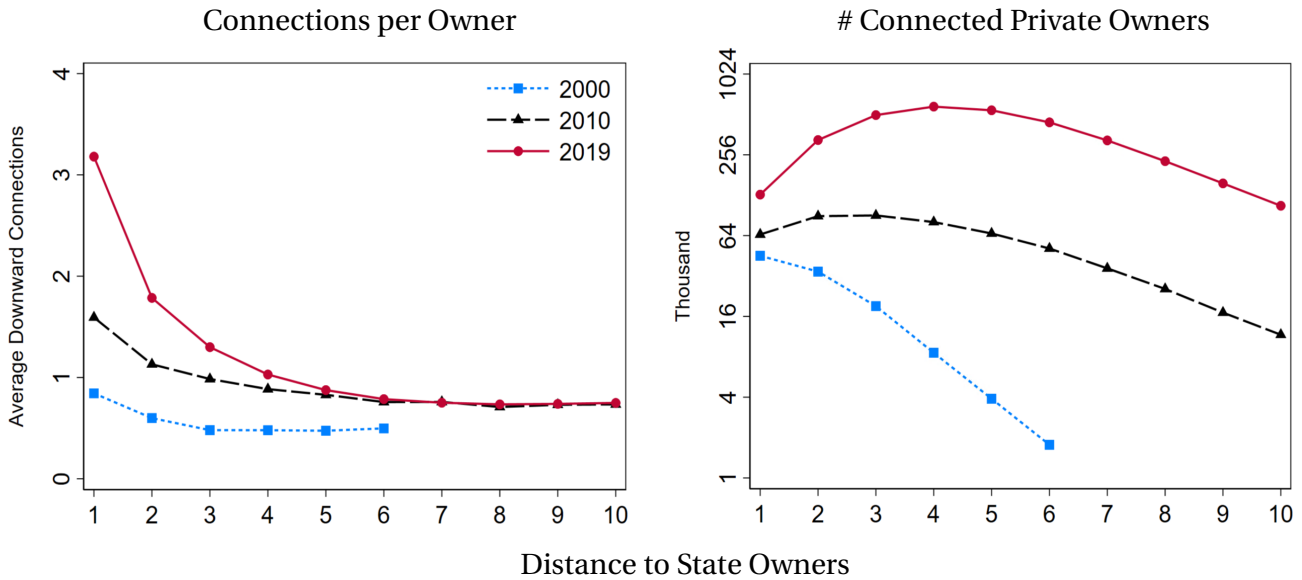 Connections per Owner
Average Downward Connections
4
3
2
1
0
2000
2010
2019
1 2 3 4 5 6 7 8 9 10
# Connected Private Owners
Thousand
1024
256
64
16
4
1
1 2 3 4 5 6 7 8 9 10
Distance to State Owners